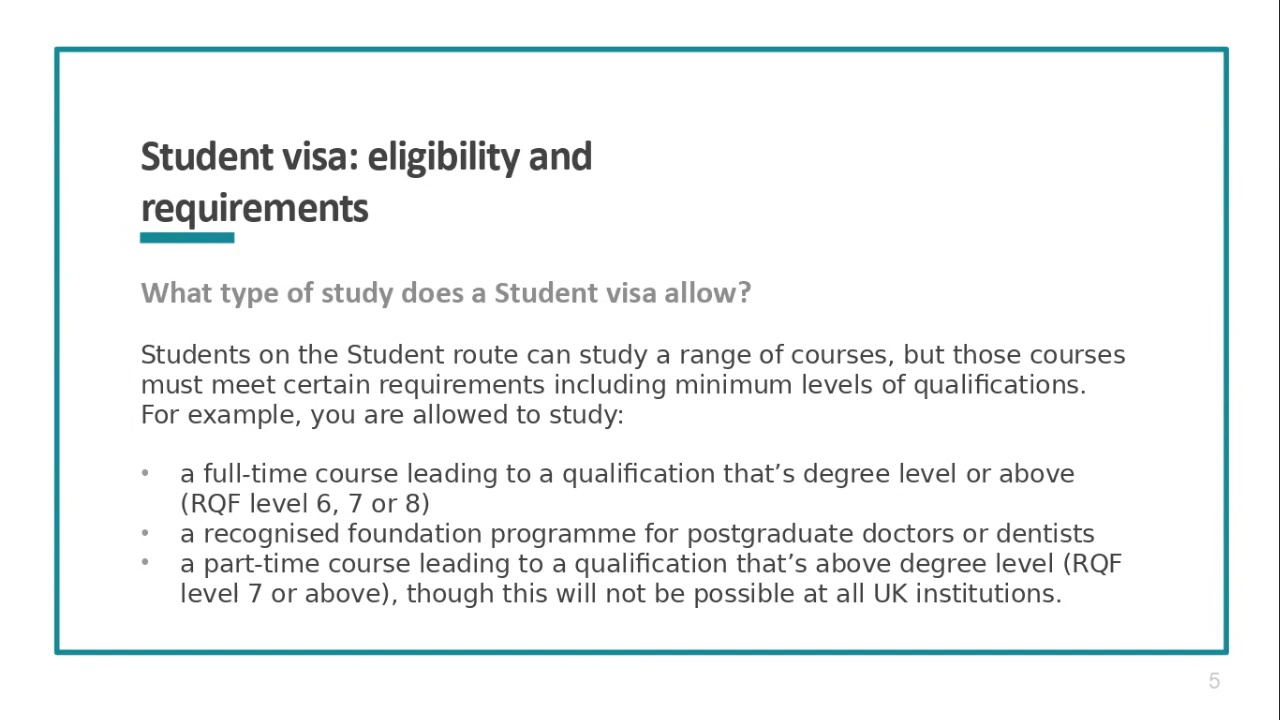 Student visa: eligibility and
requirements
What type of study does a Student visa allow?
Students on the Student route can study a range of courses, but those courses
must meet certain requirements including minimum levels of qualifications.
For example, you are allowed to study:
• a full-time course leading to a qualification that’s degree level or above
(RQF level 6, 7 or 8)
• a recognised foundation programme for postgraduate doctors or dentists
• a part-time course leading to a qualification that’s above degree level (RQF
level 7 or above), though this will not be possible at all UK institutions.
5